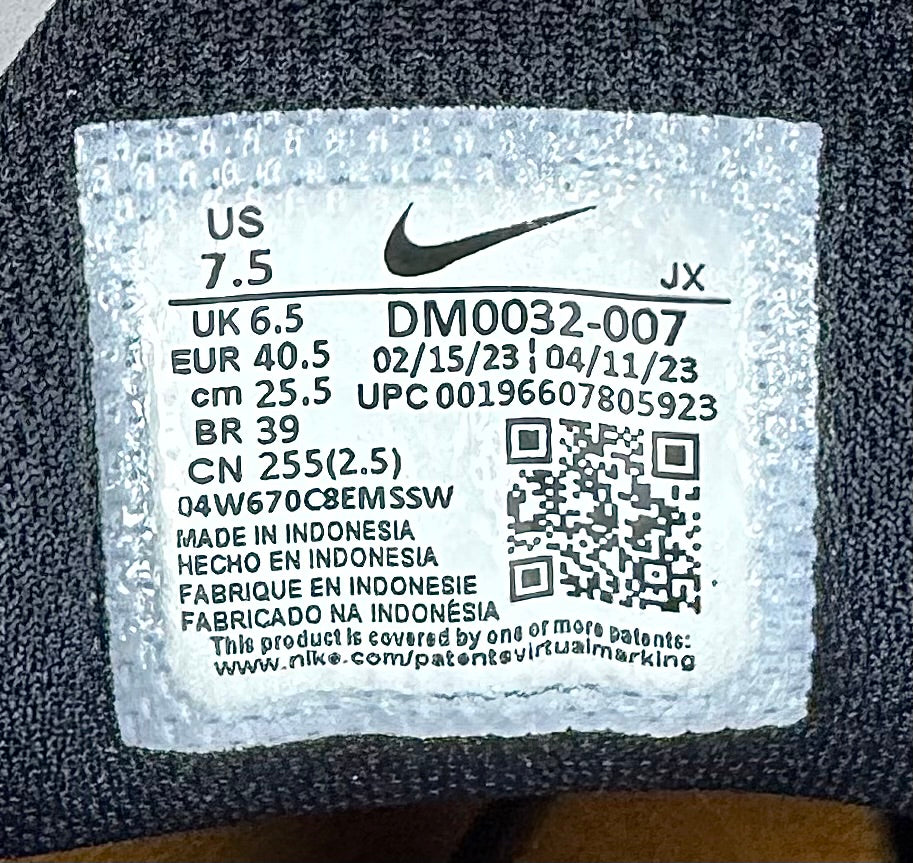 US
7.5
JX
UK 6.5
EUR 40.5
cm 25.5
BR 39
CN 255(2.5)
DM0032-007
02/15/23 ¦ 04/11/23
UPC 00196607805923
04W670C8EMSSW
MADE IN INDONESIA
HECHO EN INDONESIA
FABRIQUE EN INDONESIE
FABRICADO NA INDONÉSIA
This product is covered by one or more patents:
www.nike.com/patentsvirtualmarking